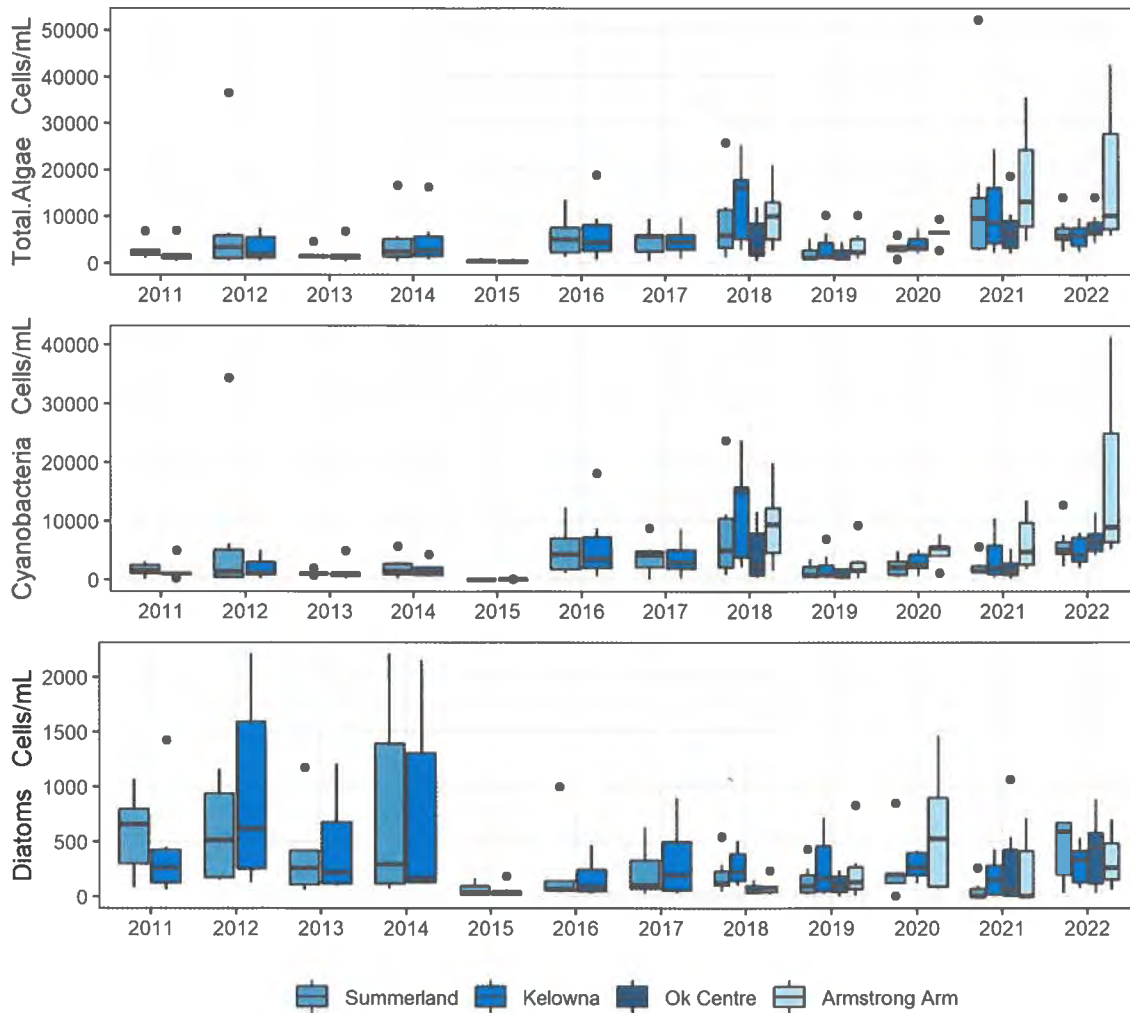 Total.Algae Cells/mL
50000
40000
30000
20000
10000
0
2011 2012 2013 2014 2015 2016 2017 2018 2019 2020 2021 2022
Cyanobacteria Cells/mL
40000
30000
20000
10000
0
2011 2012 2013 2014 2015 2016 2017 2018 2019 2020 2021 2022
Diatoms Cells/mL
2000
1500
1000
500
0
2011 2012 2013 2014 2015 2016 2017 2018 2019 2020 2021 2022
Summerland Kelowna Ok Centre Armstrong Arm